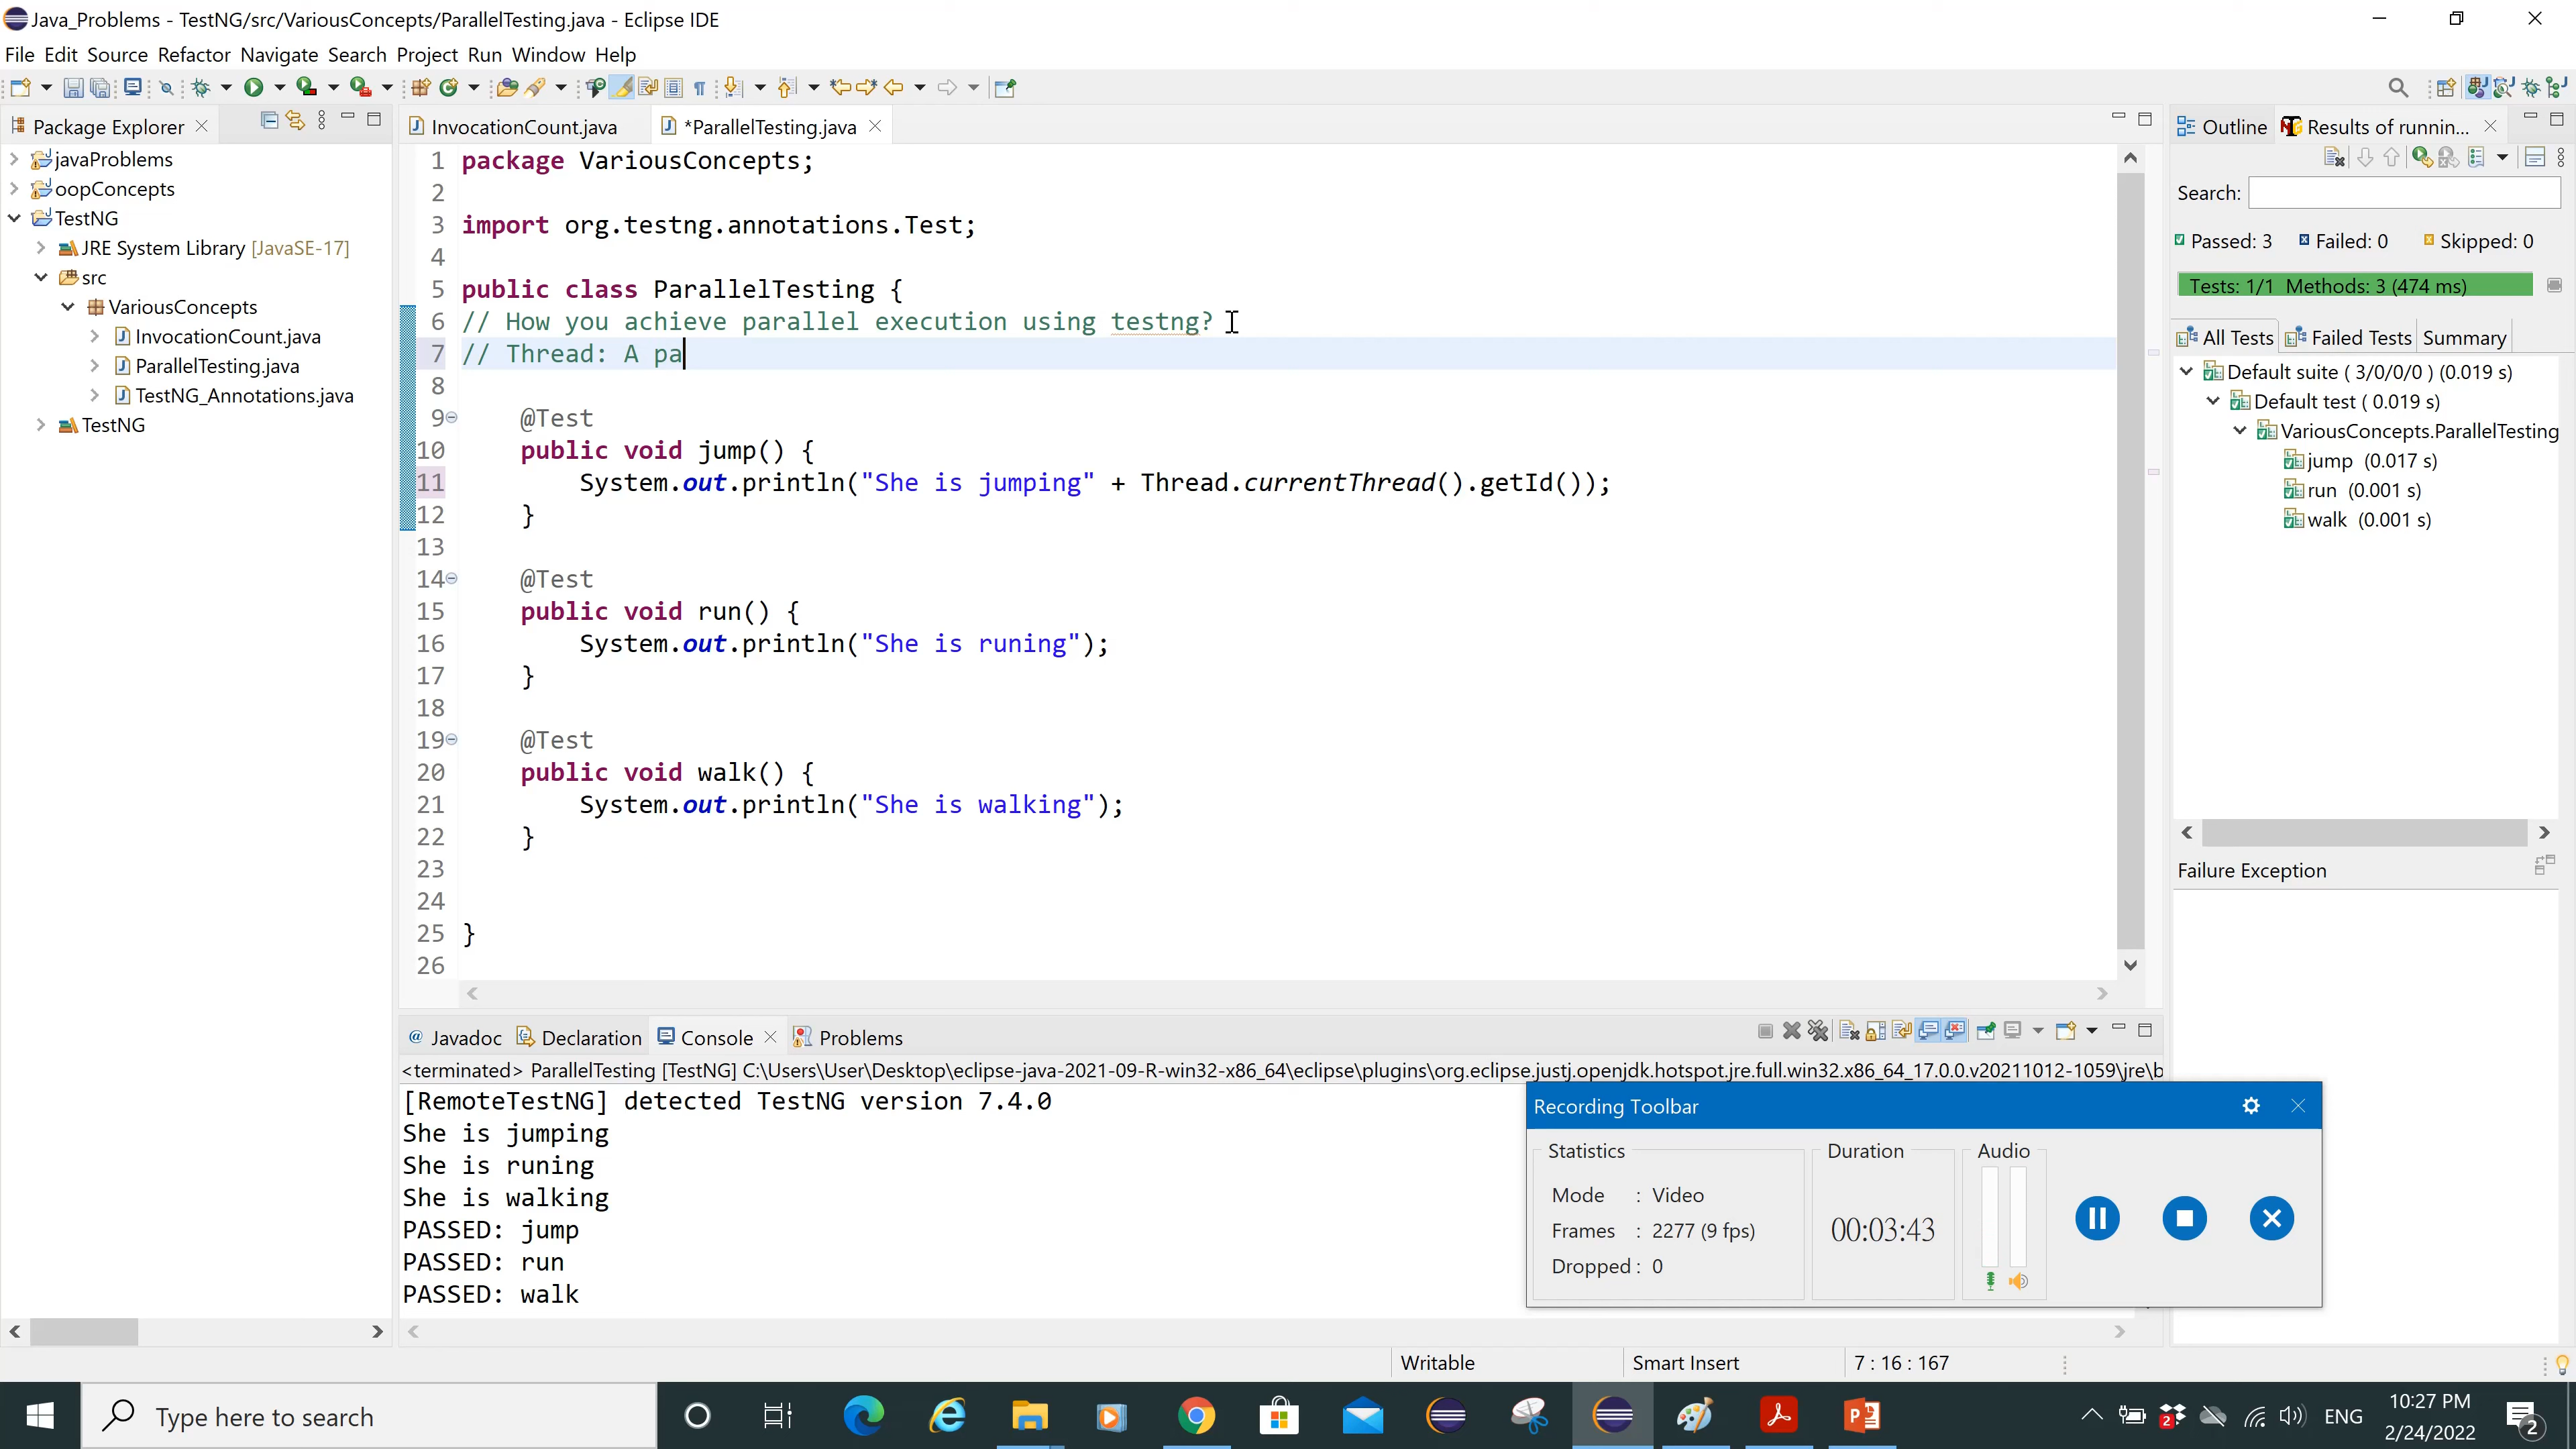 Java_Problems - TestNG/src/VariousConcepts/ParallelTesting.java - Eclipse IDE
File Edit Source Refactor Navigate Search Project Run Window Help
Package Explorer
javaProblems
oopConcepts
TestNG
JRE System Library [JavaSE-17]
src
VariousConcepts
InvocationCount.java
ParallelTesting.java
TestNG_Annotations.java
TestNG
InvocationCount.java
*ParallelTesting.java
1 package VariousConcepts;
2
3 import org.testng.annotations.Test;
4
5 public class ParallelTesting {
6 // How you achieve parallel execution using testng?
7 // Thread: A pa
8
9 @Test
10 public void jump() {
11 System.out.println("She is jumping" + Thread.currentThread().getId());
12 }
13
14 @Test
15 public void run() {
16 System.out.println("She is runing");
17 }
18
19 @Test
20 public void walk() {
21 System.out.println("She is walking");
22 }
23
24
25 }
26
Outline
Results of runnin...
Search:
Passed: 3 Failed: 0 Skipped: 0
Tests: 1/1 Methods: 3 (474 ms)
All Tests Failed Tests Summary
Default suite ( 3/0/0/0 ) (0.019 s)
Default test ( 0.019 s)
VariousConcepts.ParallelTesting
jump (0.017 s)
run (0.001 s)
walk (0.001 s)
Failure Exception
@ Javadoc Declaration Console Problems
<terminated> ParallelTesting [TestNG] C:\Users\User\Desktop\eclipse-java-2021-09-R-win32-x86_64\eclipse\plugins\org.eclipse.justj.openjdk.hotspot.jre.full.win32.x86_64_17.0.0.v20211012-1059\jre\b
[RemoteTestNG] detected TestNG version 7.4.0
She is jumping
She is runing
She is walking
PASSED: jump
PASSED: run
PASSED: walk
Recording Toolbar
Statistics
Mode : Video
Frames : 2277 (9 fps)
Dropped : 0
Duration
00:03:43
Audio
Writable
Smart Insert
7 : 16 : 167
Type here to search
ENG
10:27 PM
2/24/2022
2
2